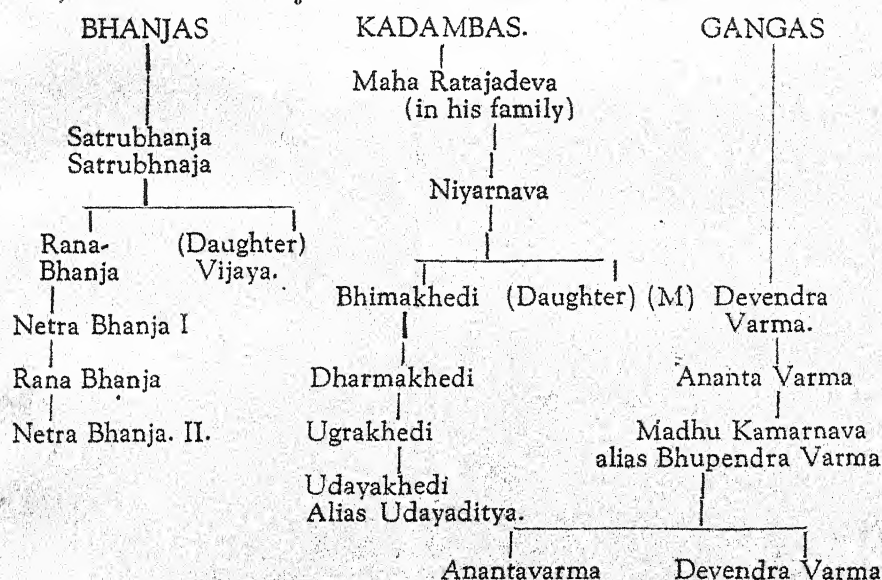 BHANJAS KADAMBAS. GANGAS
Maha Ratajadeva
(in his family)
Satrubhanja
Satrubhnaja
Niyarnava
Rana-
Bhanja
(Daughter)
Vijaya.
Bhimakhedi (Daughter) (M) Devendra
Varma.
Netra Bhanja I
Rana Bhanja Dharmakhedi Ananta Varma
Netra Bhanja. II. Ugrakhedi Madhu Kamarnava
alias Bhupendra Varma
Udayakhedi
Alias Udayaditya.
Anantavarma Devendra Varma